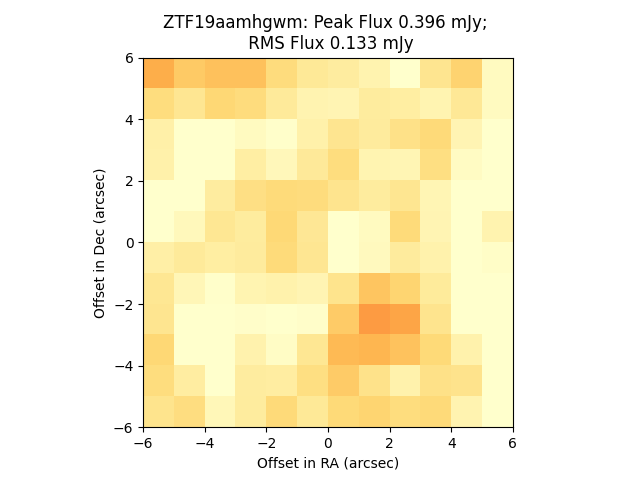 ZTF19aamhgwm: Peak Flux 0.396 mJy;
RMS Flux 0.133 mJy
6
4
2
0
−2
−4
−6
Offset in Dec (arcsec)
−6 −4 −2 0 2 4 6
Offset in RA (arcsec)